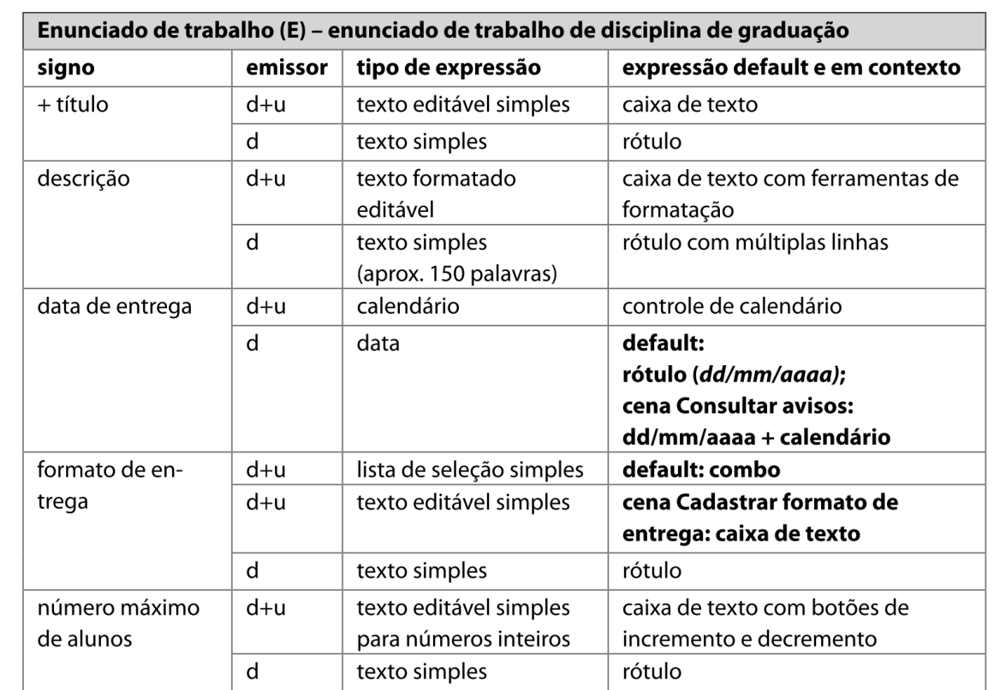 Enunciado de trabalho (E) – enunciado de trabalho de disciplina de graduação
signo emissor tipo de expressão expressão default e em contexto
+ título d+u texto editável simples caixa de texto
d texto simples rótulo
descrição d+u texto formatado caixa de texto com ferramentas de
editável formatação
d texto simples rótulo com múltiplas linhas
(aprox. 150 palavras)
data de entrega d+u calendário controle de calendário
d data default:
rótulo (dd/mm/aaaa);
cena Consultar avisos:
dd/mm/aaaa + calendário
formato de en- d+u lista de seleção simples default: combo
trega d+u texto editável simples cena Cadastrar formato de
entrega: caixa de texto
d texto simples rótulo
número máximo d+u texto editável simples caixa de texto com botões de
de alunos para números inteiros incremento e decremento
d texto simples rótulo